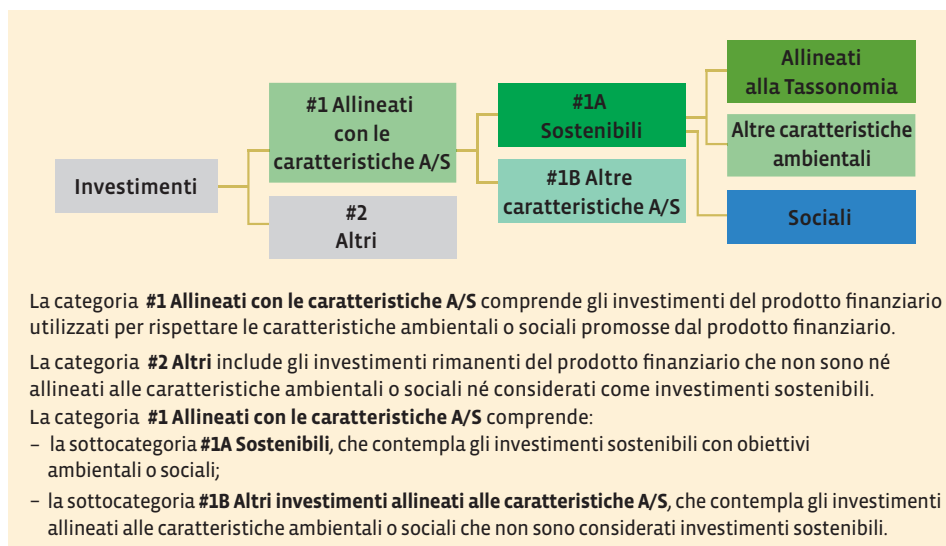 Investimenti
#1 Allineati
con le
caratteristiche A/S
#2
Altri
#1A
Sostenibili
#1B Altre
caratteristiche A/S
Allineati
alla Tassonomia
Altre caratteristiche
ambientali
Sociali
La categoria #1 Allineati con le caratteristiche A/S comprende gli investimenti del prodotto finanziario
utilizzati per rispettare le caratteristiche ambientali o sociali promosse dal prodotto finanziario.
La categoria #2 Altri include gli investimenti rimanenti del prodotto finanziario che non sono né
allineati alle caratteristiche ambientali o sociali né considerati come investimenti sostenibili.
La categoria #1 Allineati con le caratteristiche A/S comprende:
– la sottocategoria #1A Sostenibili, che contempla gli investimenti sostenibili con obiettivi
ambientali o sociali;
– la sottocategoria #1B Altri investimenti allineati alle caratteristiche A/S, che contempla gli investimenti
allineati alle caratteristiche ambientali o sociali che non sono considerati investimenti sostenibili.